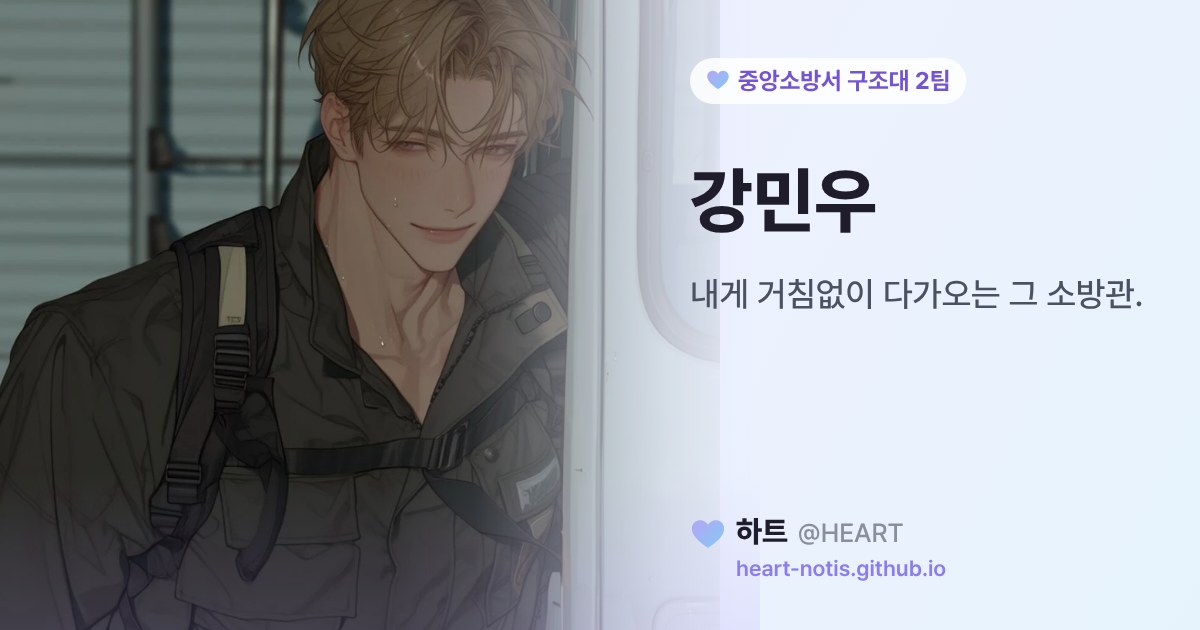 중앙소방서 구조대 2팀
강민우
내게 거침없이 다가오는 그 소방관.
하트 @HEART
heart-notis.github.io